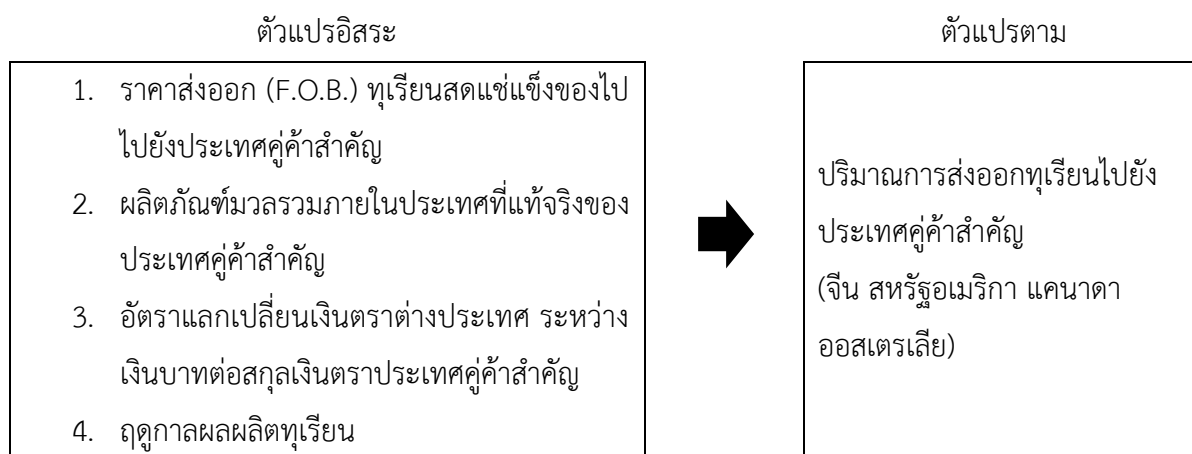 ตัวแปรอิสระ
ตัวแปรตาม
1. ราคาส่งออก (F.O.B.) ทุเรียนสดแช่แข็งของไป
ไปยังประเทศคู่ค้าสำคัญ
2. ผลิตภัณฑ์มวลรวมภายในประเทศที่แท้จริงของ
ประเทศคู่ค้าสำคัญ
3. อัตราแลกเปลี่ยนเงินตราต่างประเทศ ระหว่าง
เงินบาทต่อสกุลเงินตราประเทศคู่ค้าสำคัญ
4. ฤดูกาลผลผลิตทุเรียน
ปริมาณการส่งออกทุเรียนไปยัง
ประเทศคู่ค้าสำคัญ
(จีน สหรัฐอเมริกา แคนาดา
ออสเตรเลีย)